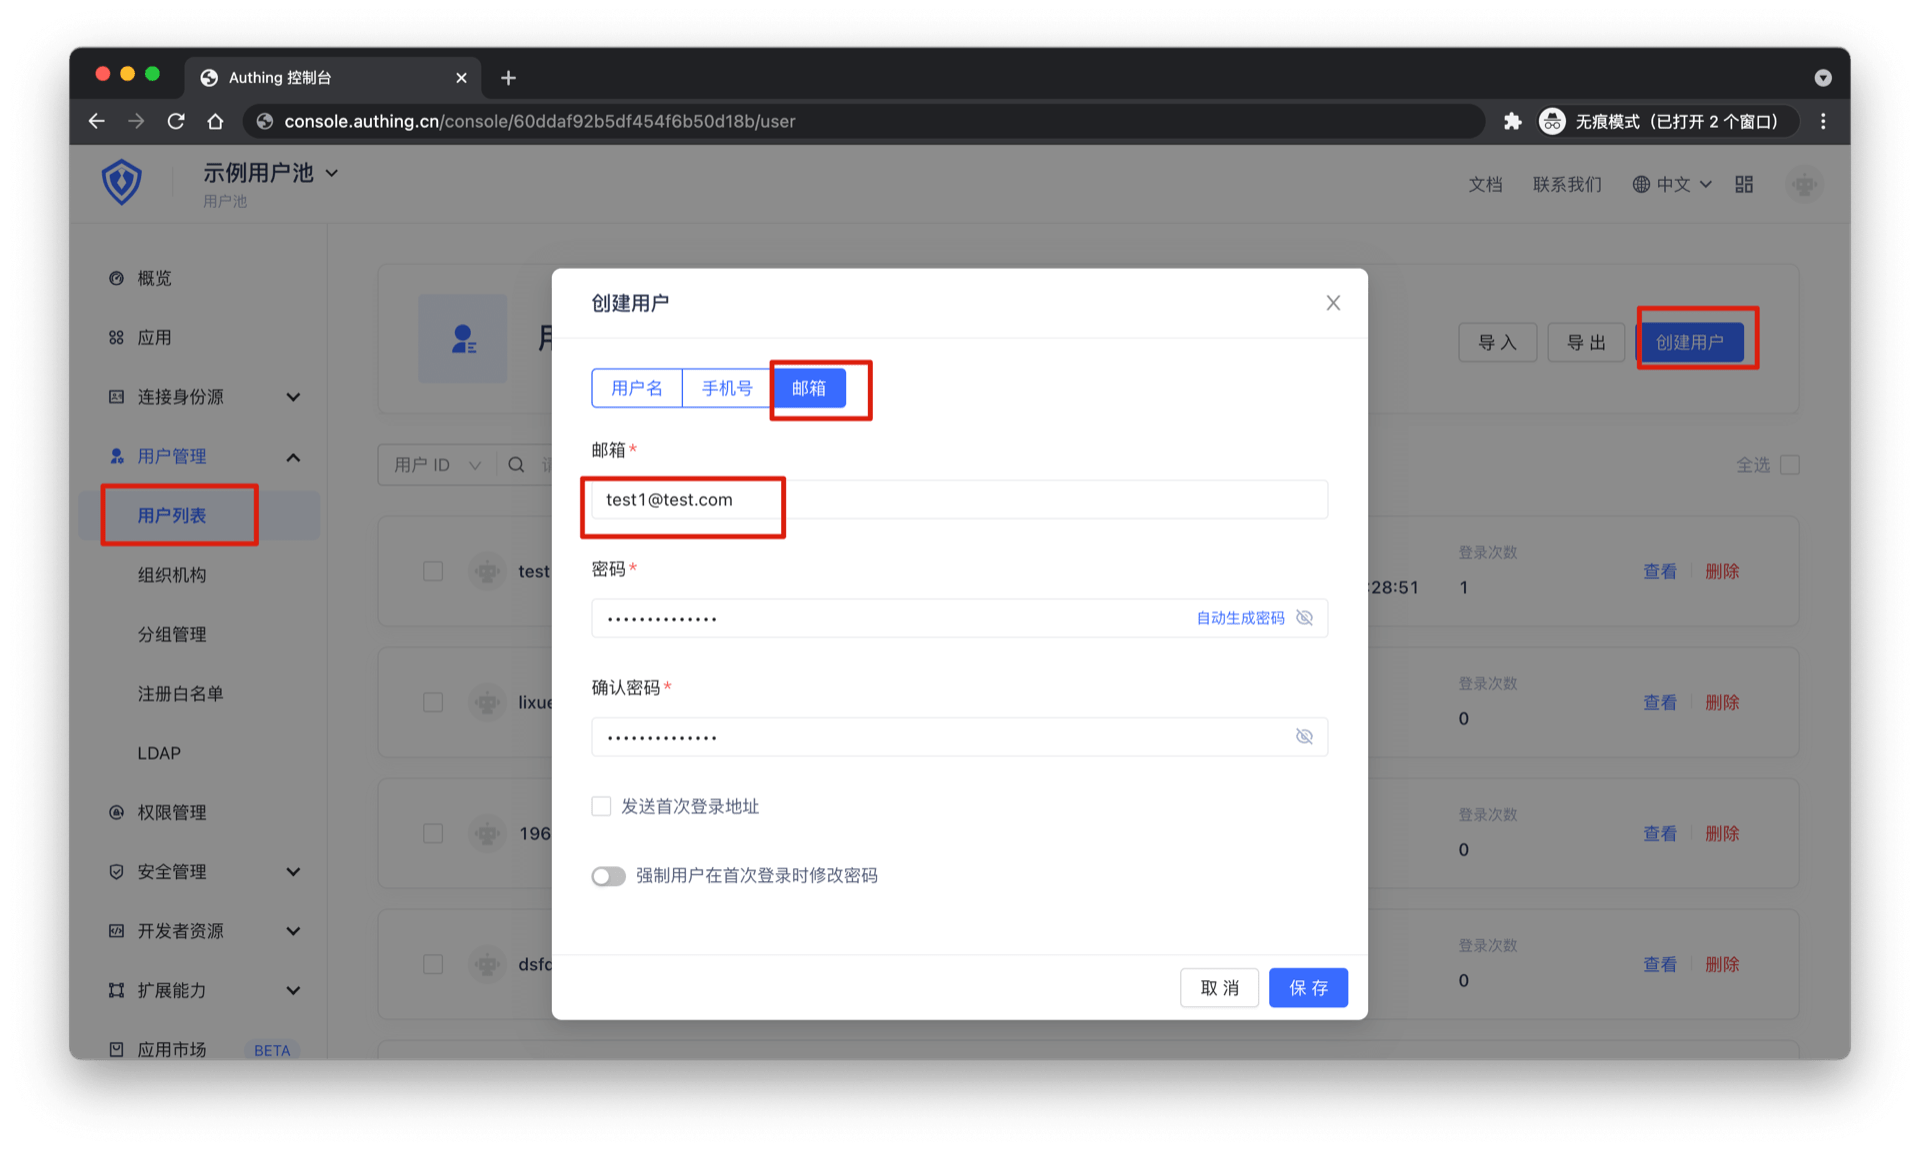 Authing 控制台
console.authing.cn/console/60ddaf92b5df454f6b50d18b/user
无痕模式（已打开 2 个窗口）
示例用户池
用户池
文档 联系我们 中文
概览
应用
连接身份源
用户管理
用户列表
组织机构
分组管理
注册白名单
LDAP
权限管理
安全管理
开发者资源
扩展能力
应用市场 BETA
导 入 导 出 创建用户
用户 ID
全选
test
:28:51
登录次数
1
查看 删除
lixue
登录次数
0
查看 删除
196
登录次数
0
查看 删除
dsfd
登录次数
0
查看 删除
创建用户
用户名 手机号 邮箱
邮箱*
test1@test.com
密码*
••••••••••••••
自动生成密码
确认密码*
••••••••••••••
发送首次登录地址
强制用户在首次登录时修改密码
取 消 保 存